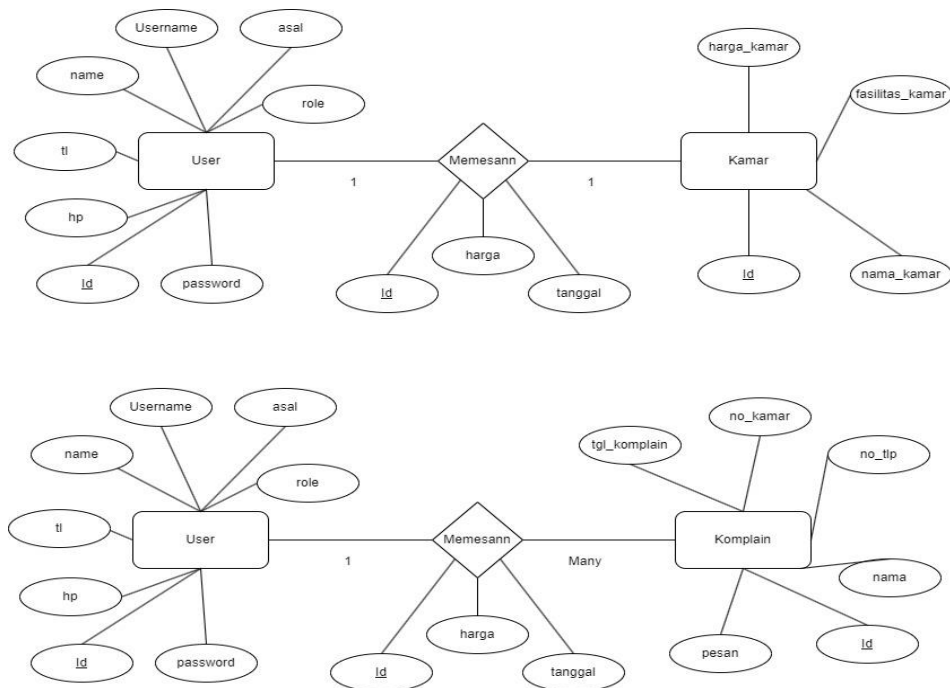 Username
asal
name
role
tl
User
hp
Id
password
1
Memesann
1
Id
harga
tanggal
harga_kamar
fasilitas_kamar
Kamar
Id
nama_kamar
Username
asal
name
role
tl
User
hp
Id
password
1
Memesann
Many
Id
harga
tanggal
tgl_komplain
no_kamar
no_tlp
Komplain
nama
pesan
Id